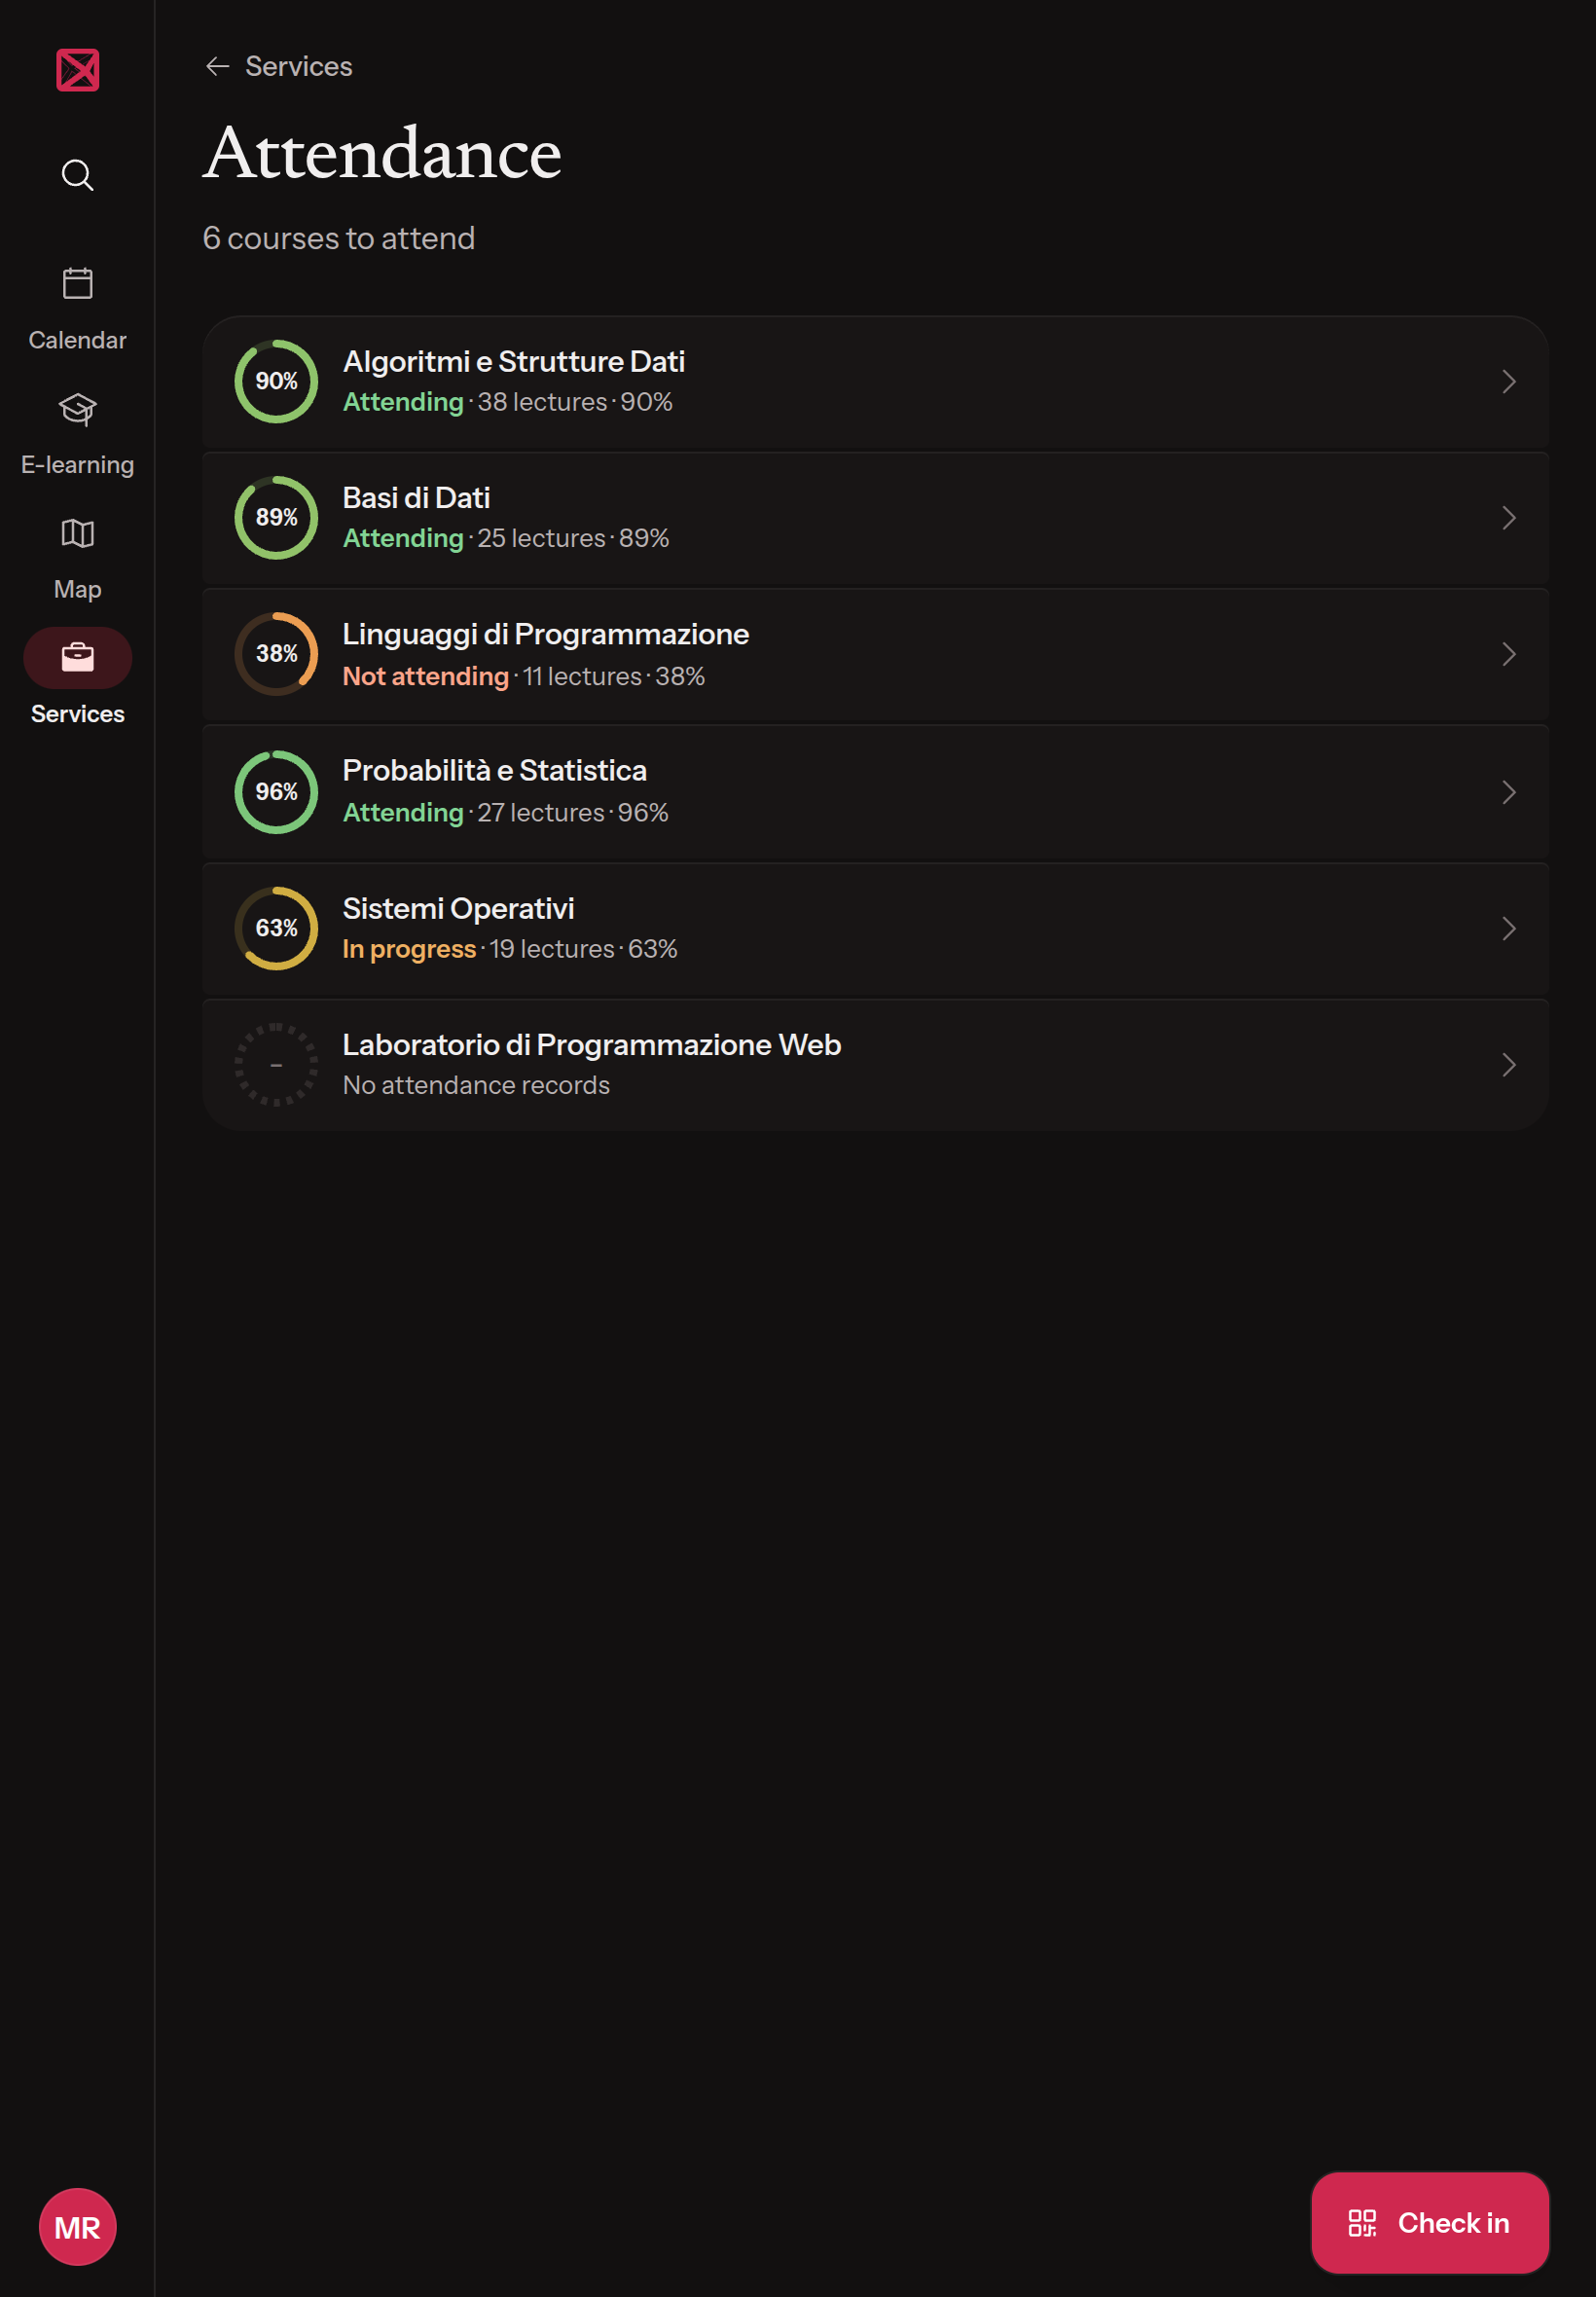 Services
Attendance
6 courses to attend
Calendar
E-learning
Map
Services
90%
Algoritmi e Strutture Dati
Attending · 38 lectures · 90%
89%
Basi di Dati
Attending · 25 lectures · 89%
38%
Linguaggi di Programmazione
Not attending · 11 lectures · 38%
96%
Probabilità e Statistica
Attending · 27 lectures · 96%
63%
Sistemi Operativi
In progress · 19 lectures · 63%
–
Laboratorio di Programmazione Web
No attendance records
MR
Check in